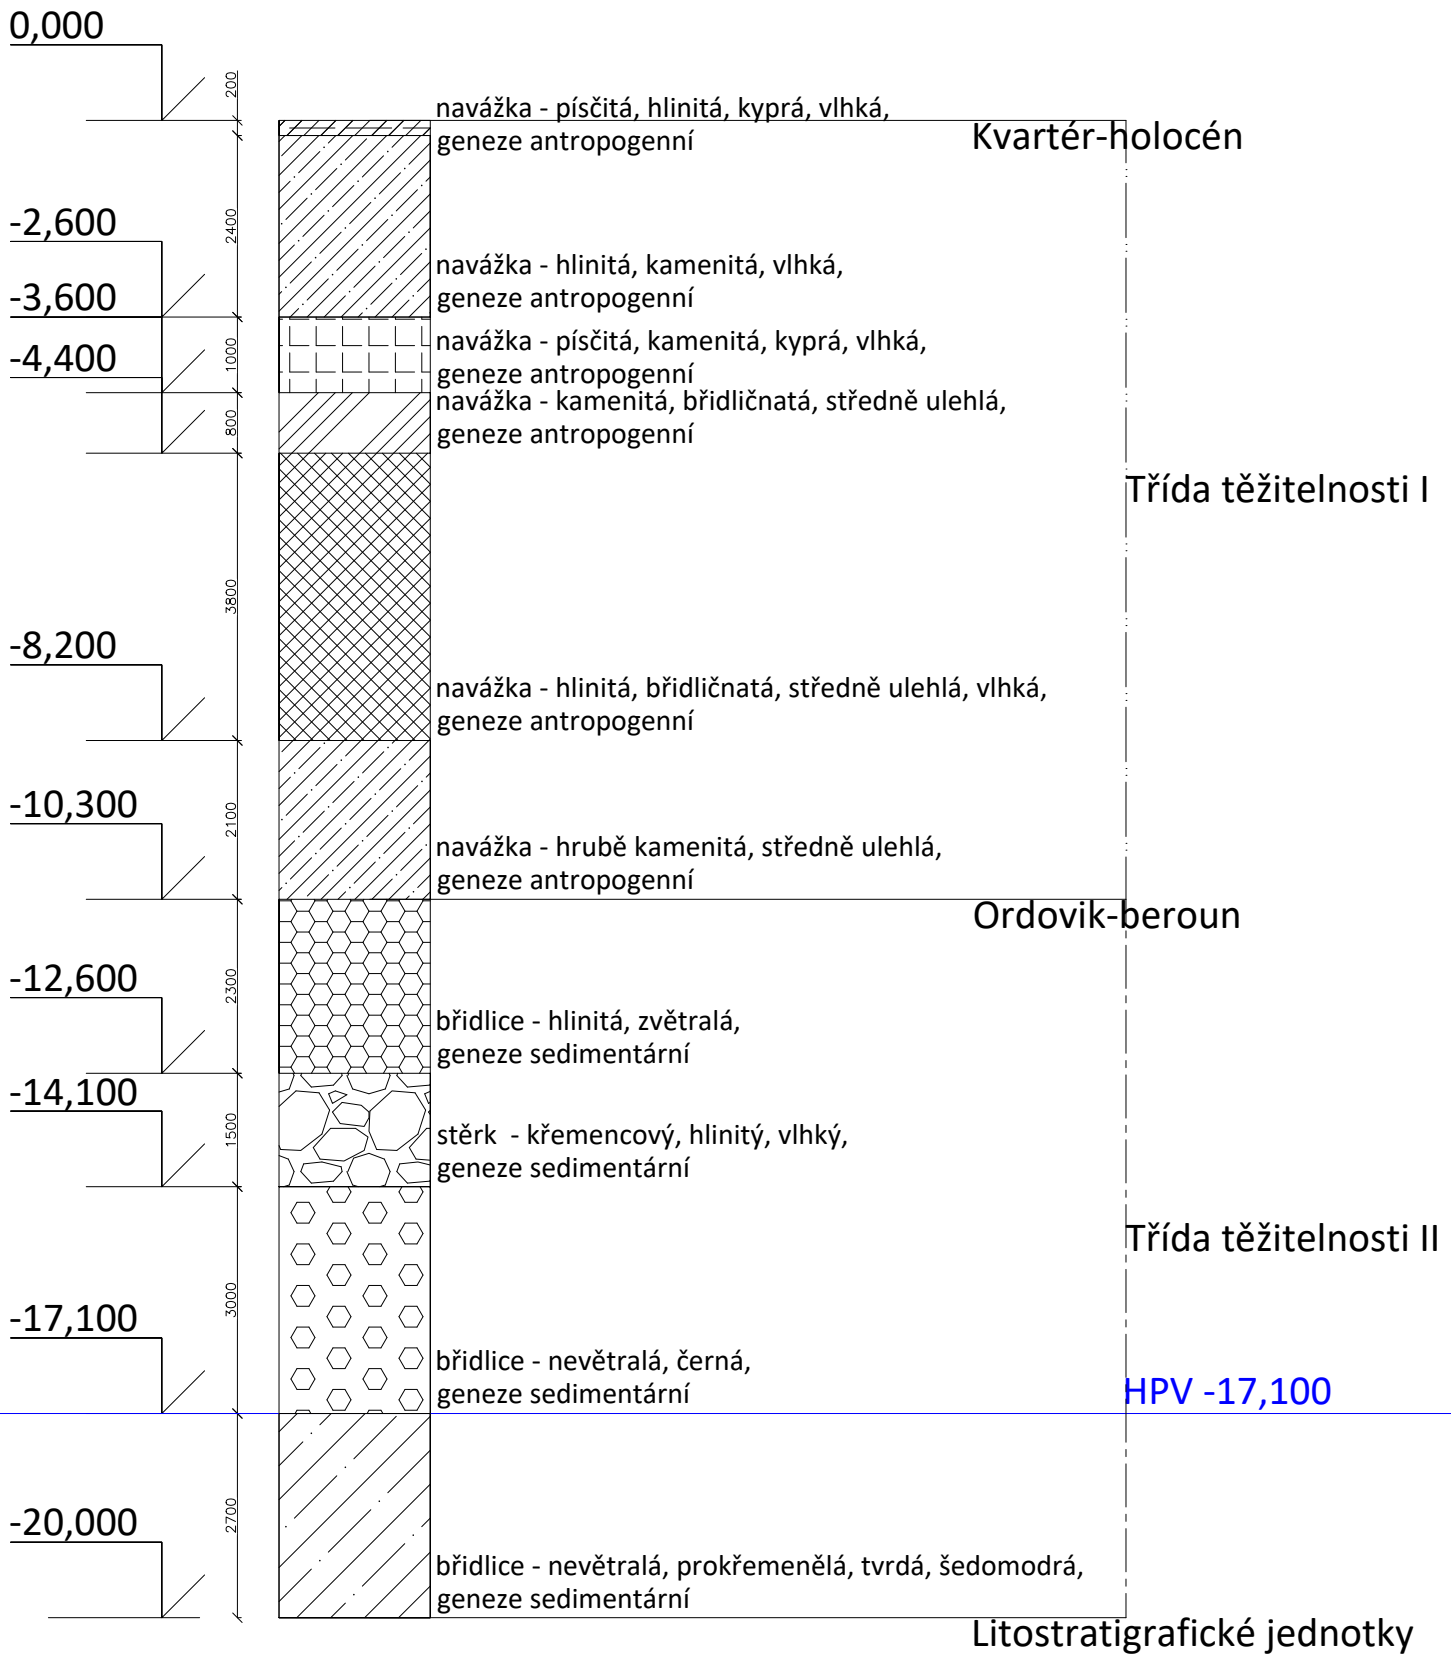 0,000
200
navážka - písčitá, hlinitá, kyprá, vlhká,
geneze antropogenní
Kvartér-holocén
-2,600
2400
navážka - hlinitá, kamenitá, vlhká,
geneze antropogenní
-3,600
1000
navážka - písčitá, kamenitá, kyprá, vlhká,
geneze antropogenní
-4,400
800
navážka - kamenitá, břidličnatá, středně ulehlá,
geneze antropogenní
Třída těžitelnosti I
3800
-8,200
navážka - hlinitá, břidličnatá, středně ulehlá, vlhká,
geneze antropogenní
-10,300
2100
navážka - hrubě kamenitá, středně ulehlá,
geneze antropogenní
Ordovik-beroun
-12,600
2300
břidlice - hlinitá, zvětralá,
geneze sedimentární
-14,100
1500
stěrk - křemencový, hlinitý, vlhký,
geneze sedimentární
Třída těžitelnosti II
3000
-17,100
břidlice - nevětralá, černá,
geneze sedimentární
HPV -17,100
-20,000
2700
břidlice - nevětralá, prokřemenělá, tvrdá, šedomodrá,
geneze sedimentární
Litostratigrafické jednotky